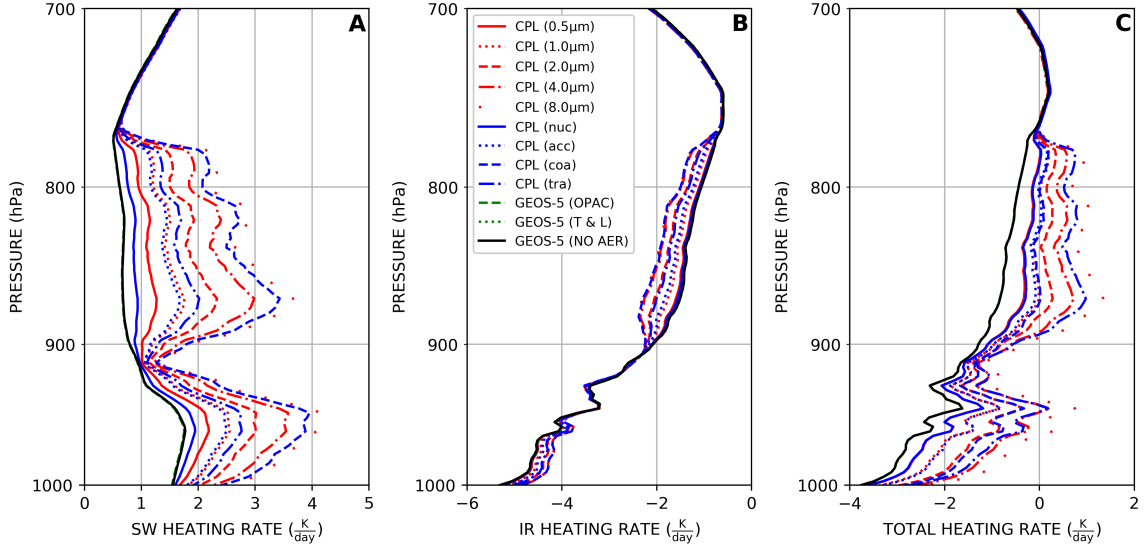 A
B
C
700
800
900
1000
PRESSURE (hPa)
0 1 2 3 4 5
SW HEATING RATE (K/day)
700
800
900
1000
PRESSURE (hPa)
CPL (0.5μm)
CPL (1.0μm)
CPL (2.0μm)
CPL (4.0μm)
CPL (8.0μm)
CPL (nuc)
CPL (acc)
CPL (coa)
CPL (tra)
GEOS-5 (OPAC)
GEOS-5 (T & L)
GEOS-5 (NO AER)
−6 −4 −2 0
IR HEATING RATE (K/day)
700
800
900
1000
PRESSURE (hPa)
−4 −3 −2 −1 0 1 2
TOTAL HEATING RATE (K/day)